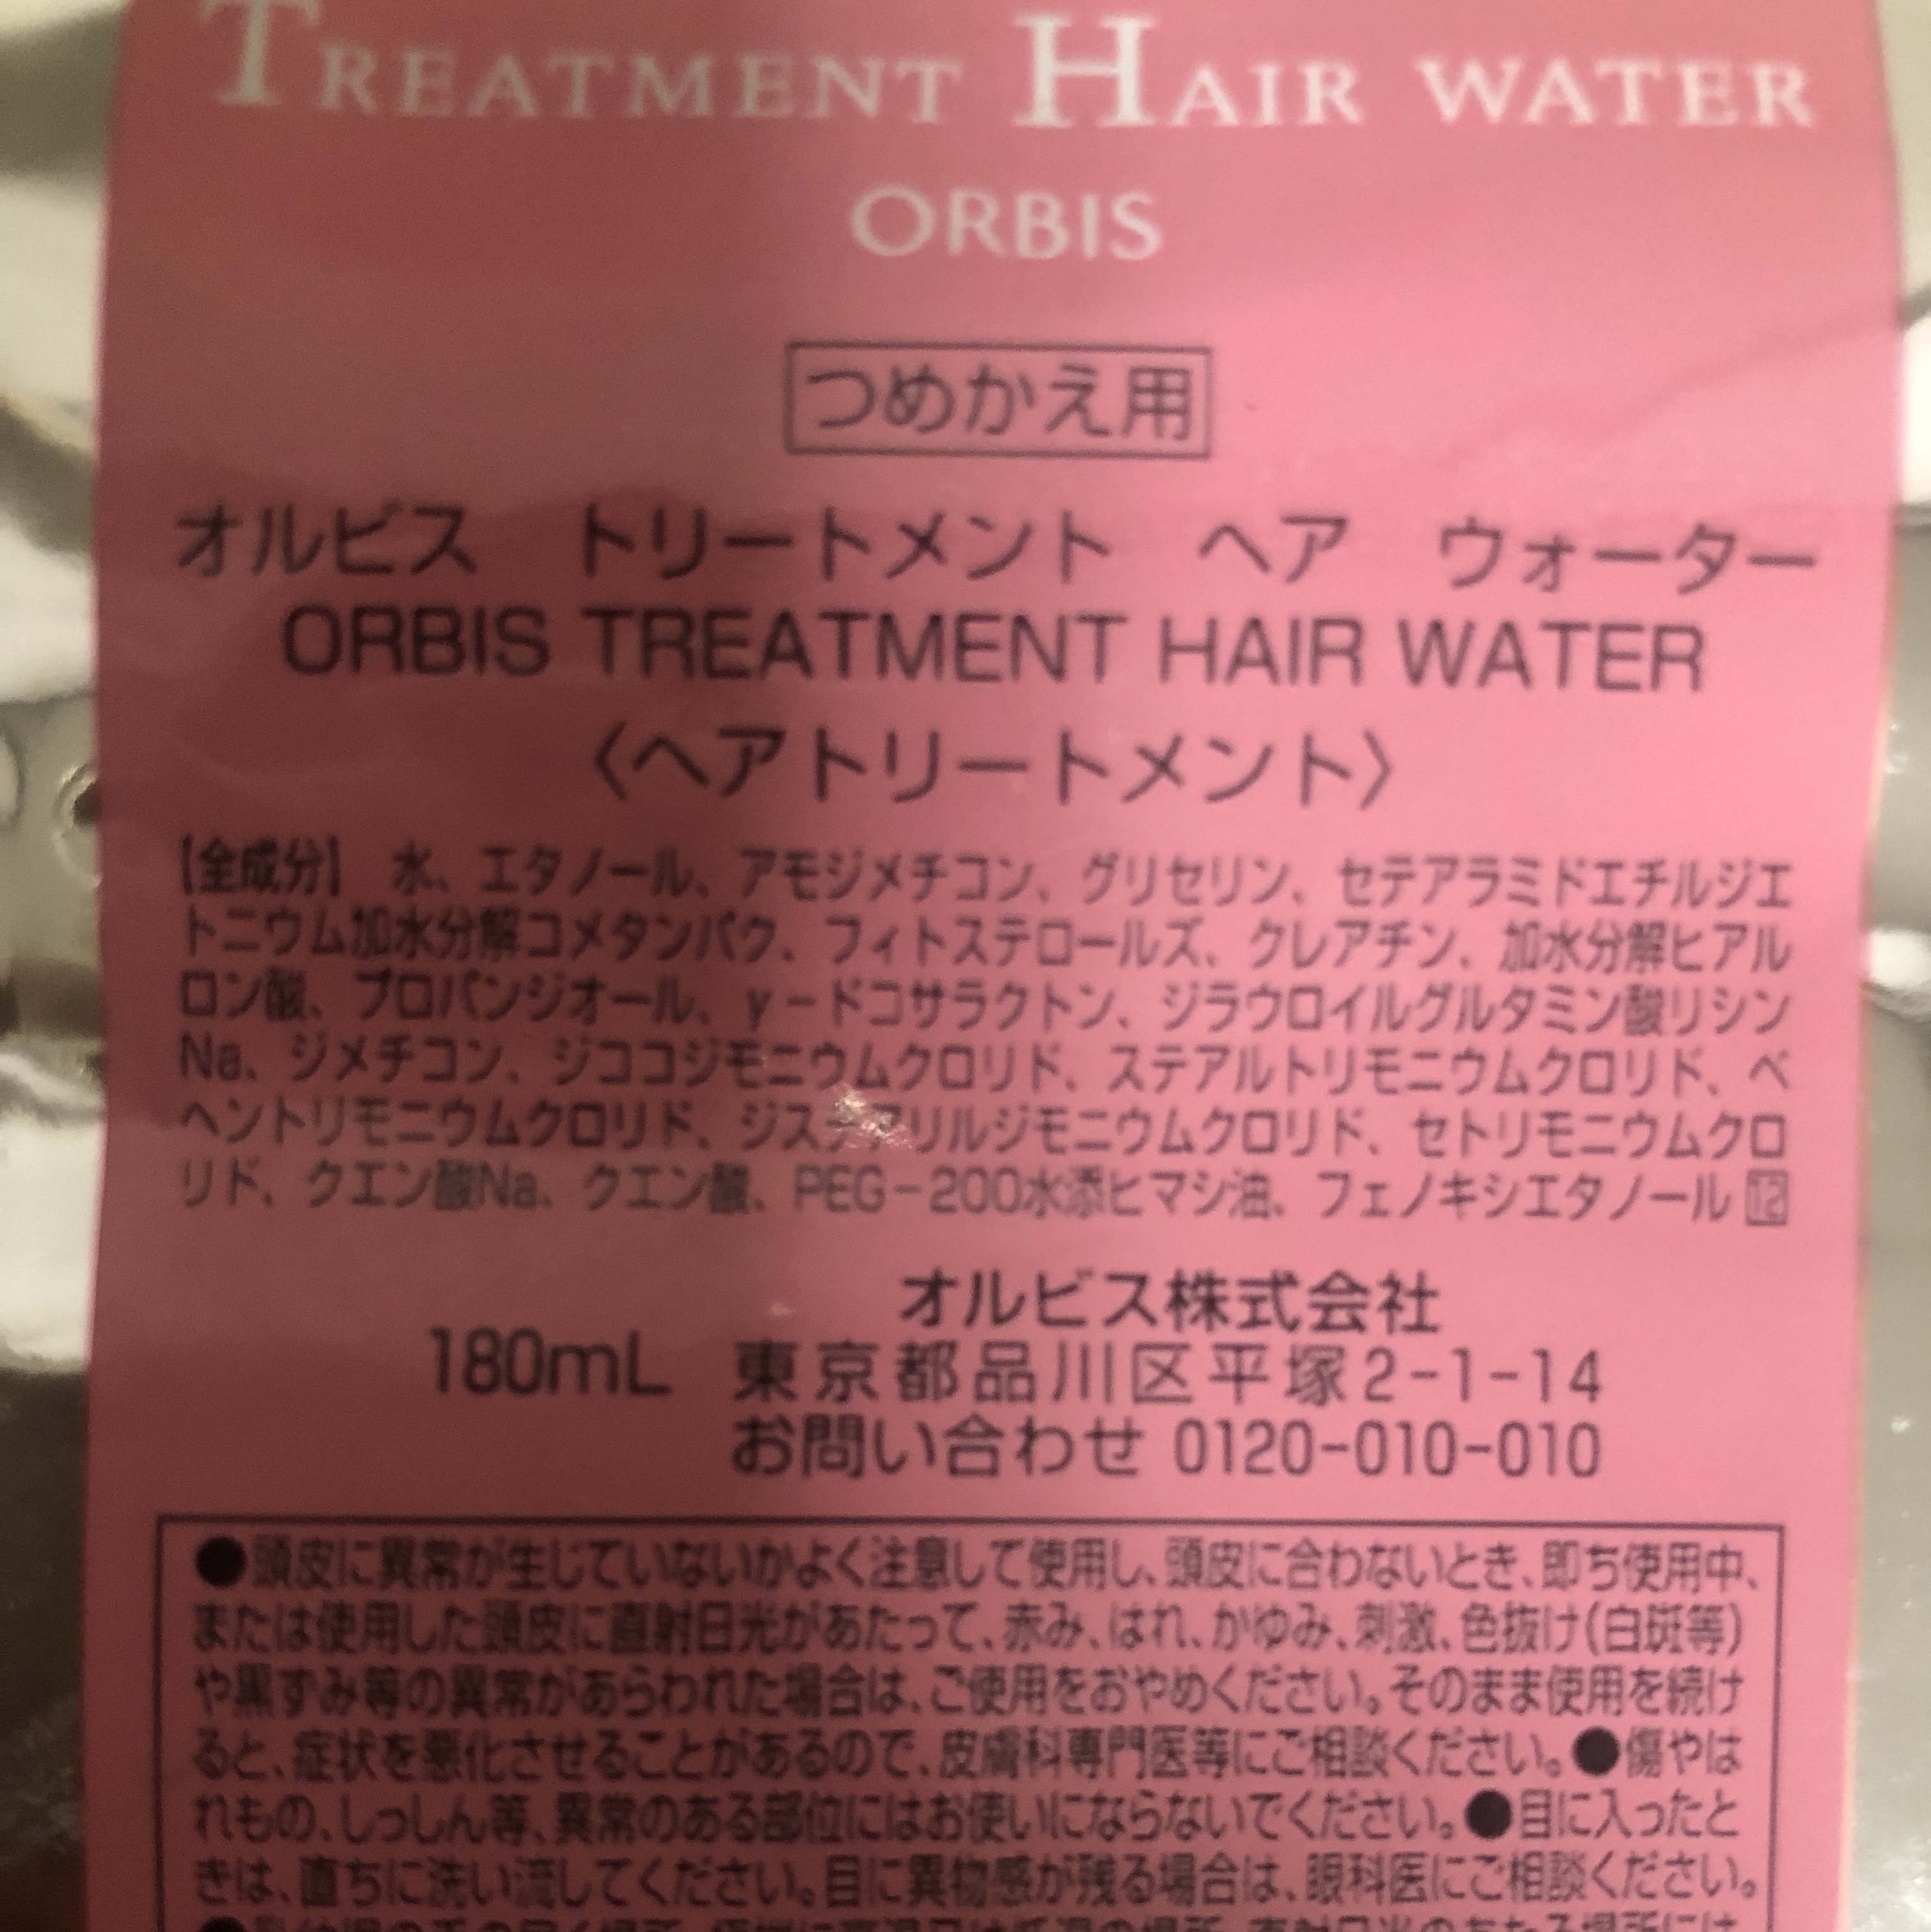 TREATMENT HAIR WATER
ORBIS
つめかえ用
オルビス トリートメント ヘア ウォーター
ORBIS TREATMENT HAIR WATER
〈ヘアトリートメント〉
【全成分】 水、エタノール、アモジメチコン、グリセリン、セテアラミドエチルジエ
トニウム加水分解コメタンパク、フィトステロールズ、クレアチン、加水分解ヒアル
ロン酸、プロパンジオール、γ－ドコサラクトン、ジラウロイルグルタミン酸リシン
Na、ジメチコン、ジココジモニウムクロリド、ステアルトリモニウムクロリド、ベ
ヘントリモニウムクロリド、ジステアリルジモニウムクロリド、セトリモニウムクロ
リド、クエン酸Na、クエン酸、PEG－200水添ヒマシ油、フェノキシエタノール 12
オルビス株式会社
180mL 東京都品川区平塚2-1-14
お問い合わせ 0120-010-010
●頭皮に異常が生じていないかよく注意して使用し、頭皮に合わないとき、即ち使用中、
または使用した頭皮に直射日光があたって、赤み、はれ、かゆみ、刺激、色抜け(白斑等)
や黒ずみ等の異常があらわれた場合は、ご使用をおやめください。そのまま使用を続け
ると、症状を悪化させることがあるので、皮膚科専門医等にご相談ください。●傷やは
れもの、しっしん等、異常のある部位にはお使いにならないでください。●目に入ったと
きは、直ちに洗い流してください。目に異物感が残る場合は、眼科医にご相談ください。